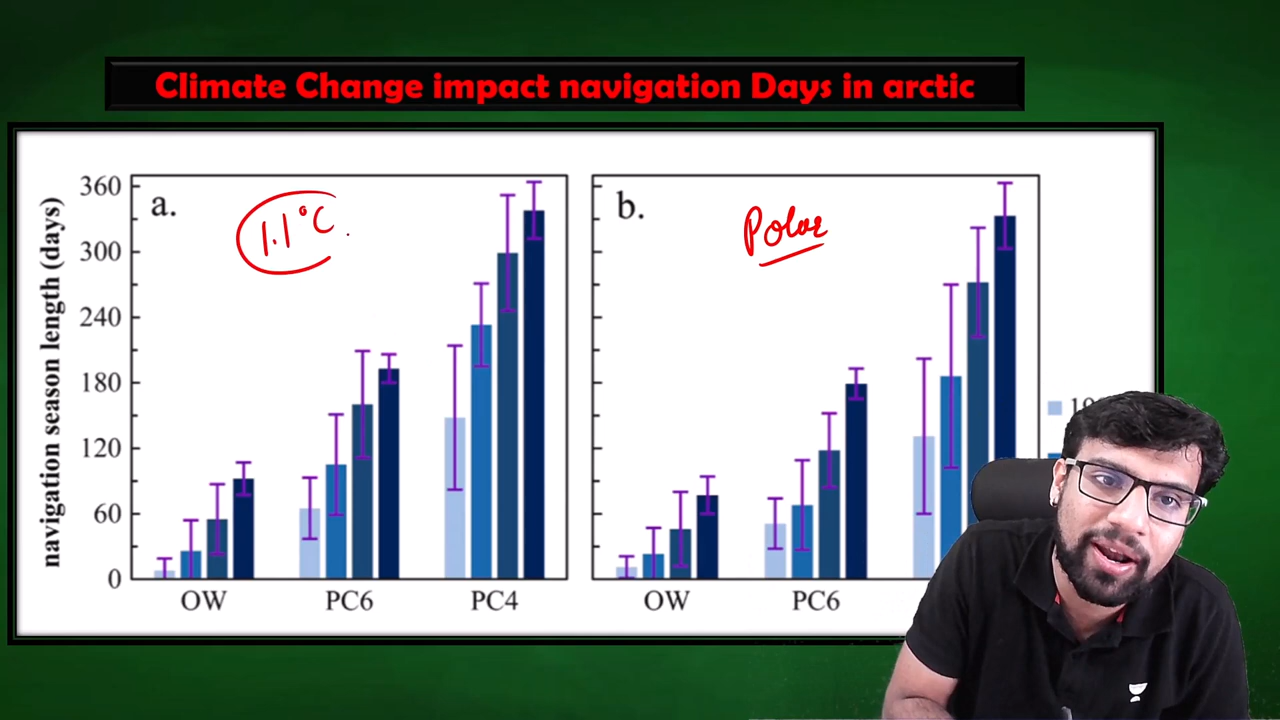 Climate Change impact navigation Days in arctic
navigation season length (days)
360
300
240
180
120
60
0
a.
1.1°C
OW
PC6
PC4
b.
Polar
OW
PC6